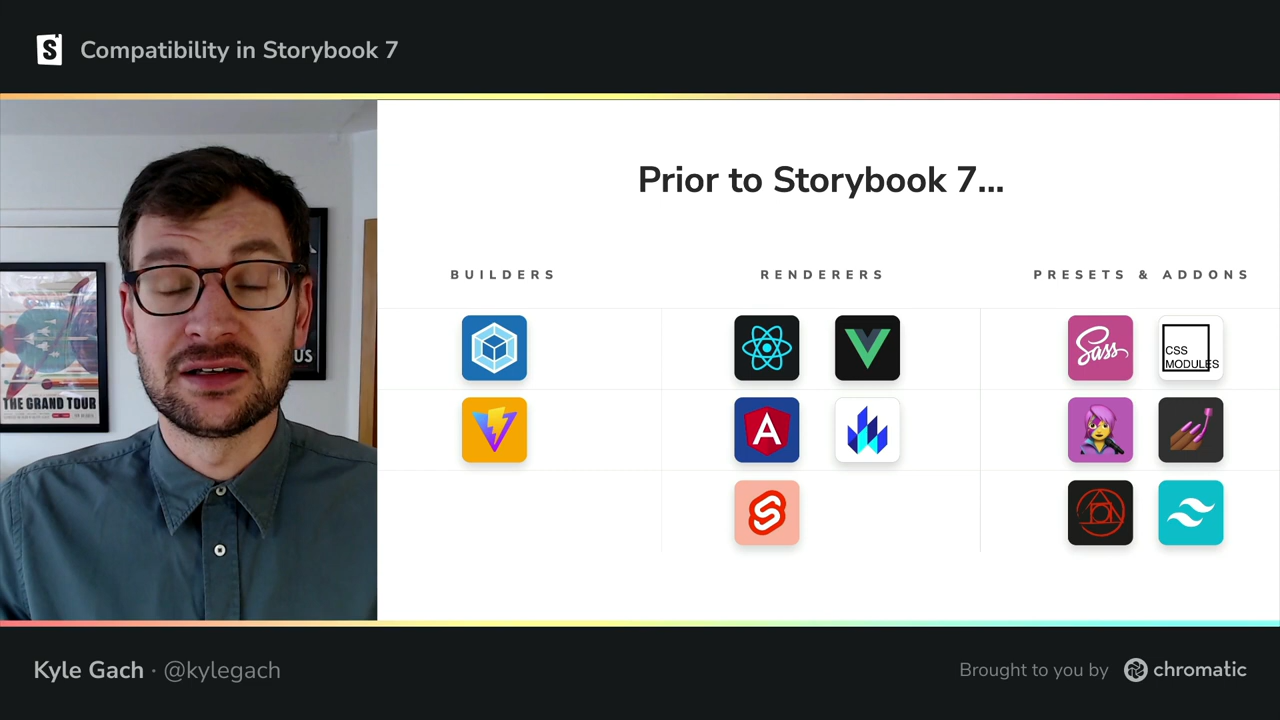 S Compatibility in Storybook 7
Prior to Storybook 7...
BUILDERS
RENDERERS
PRESETS & ADDONS
Sass
CSS
MODULES
THE GRAND TOUR
US
Kyle Gach · @kylegach
Brought to you by chromatic